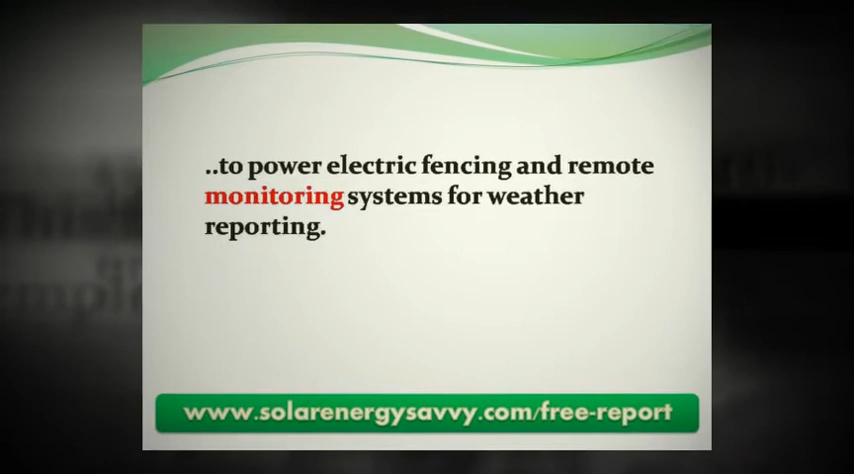 ..to power electric fencing and remote
monitoring systems for weather
reporting.
www.solarenergysavvy.com/free-report